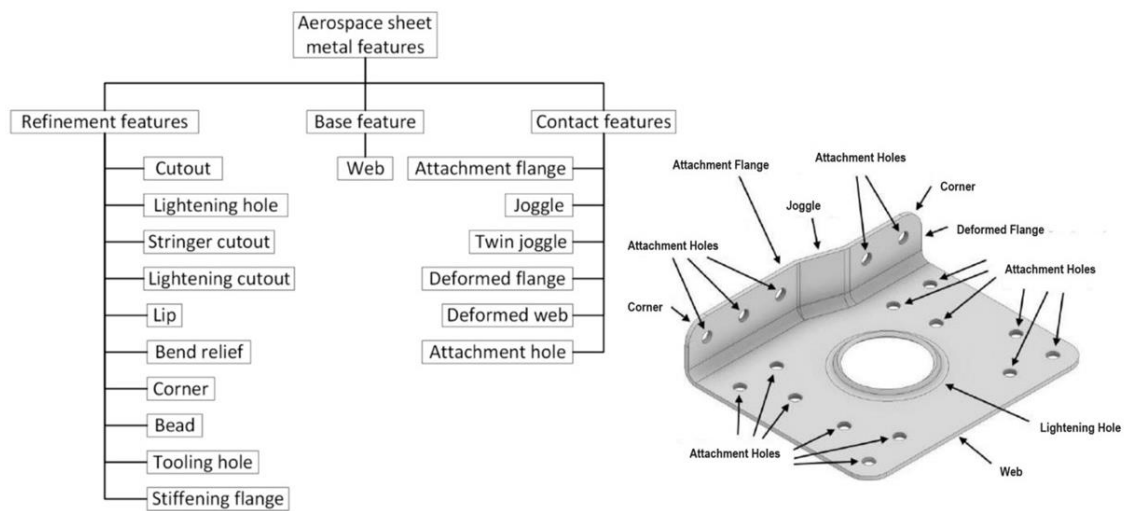 Aerospace sheet
metal features
Refinement features
Base feature
Contact features
Cutout
Lightening hole
Stringer cutout
Lightening cutout
Lip
Bend relief
Corner
Bead
Tooling hole
Stiffening flange
Web
Attachment flange
Joggle
Twin joggle
Deformed flange
Deformed web
Attachment hole
Attachment Flange
Attachment Holes
Corner
Joggle
Deformed Flange
Attachment Holes
Attachment Holes
Corner
Lightening Hole
Attachment Holes
Web